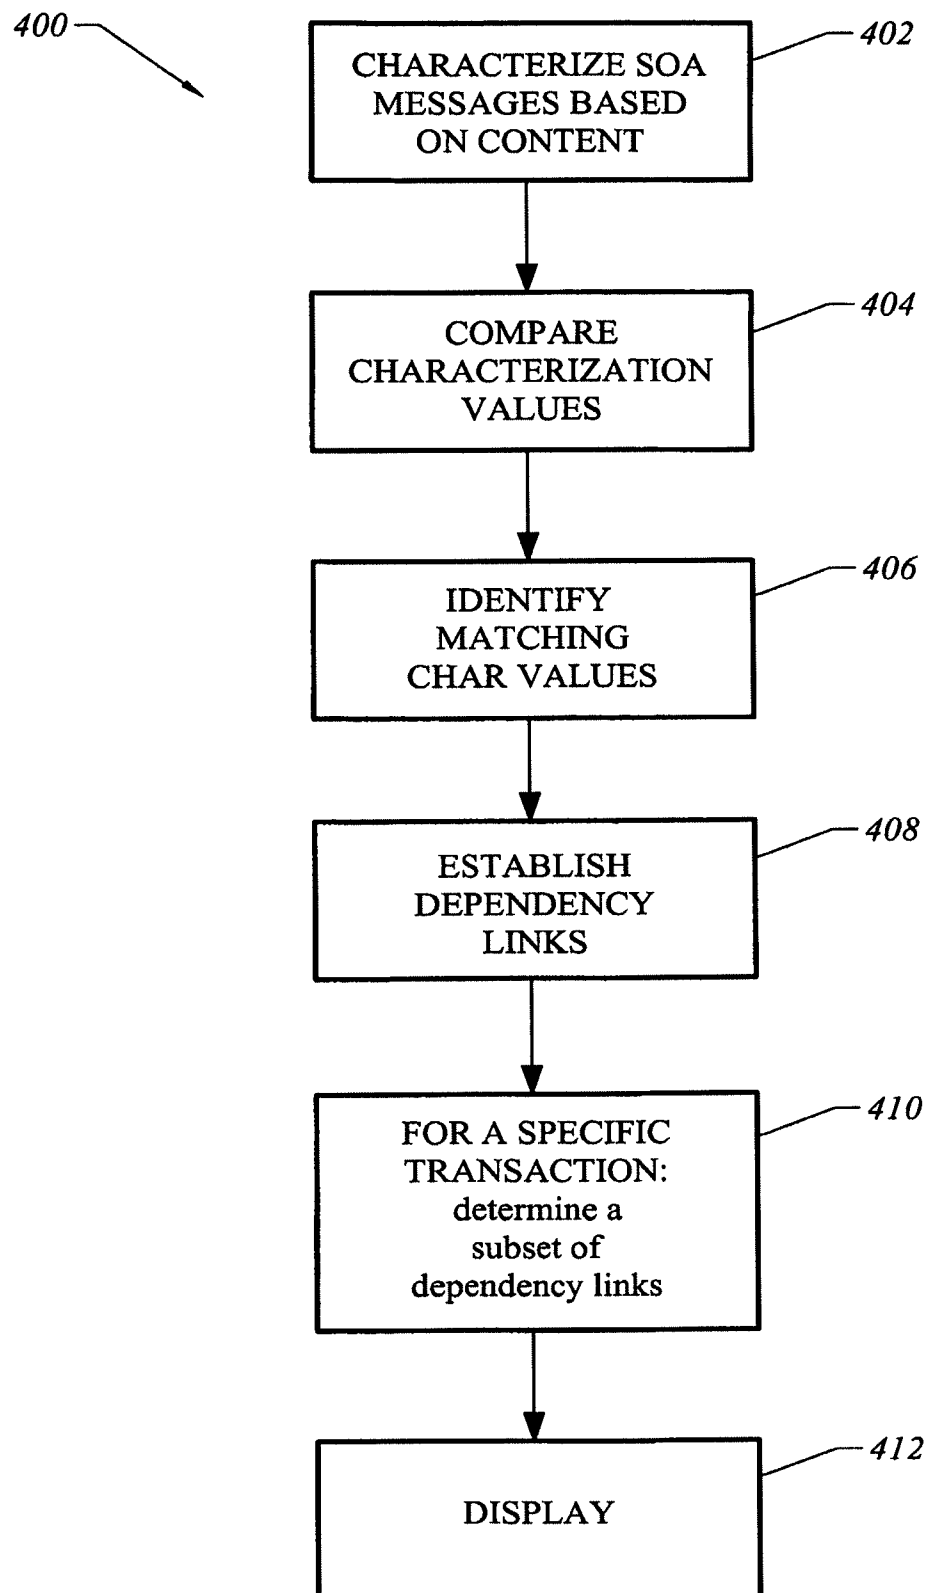 400
402
CHARACTERIZE SOA
MESSAGES BASED
ON CONTENT
404
COMPARE
CHARACTERIZATION
VALUES
406
IDENTIFY
MATCHING
CHAR VALUES
408
ESTABLISH
DEPENDENCY
LINKS
410
FOR A SPECIFIC
TRANSACTION:
determine a
subset of
dependency links
412
DISPLAY